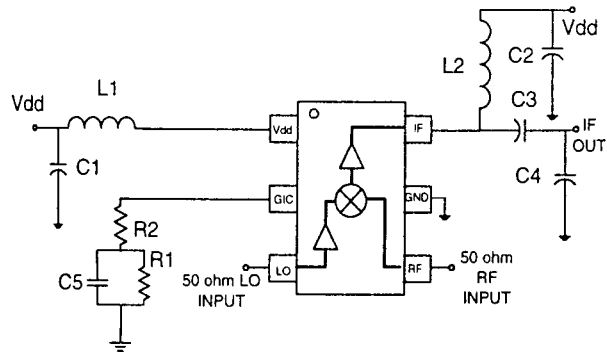 Vdd
L1
C1
L2
Vdd
C2
C3
IF
OUT
C4
Vdd
IF
GIC
GND
LO
RF
R2
R1
C5
50 ohm LO
INPUT
50 ohm
RF
INPUT